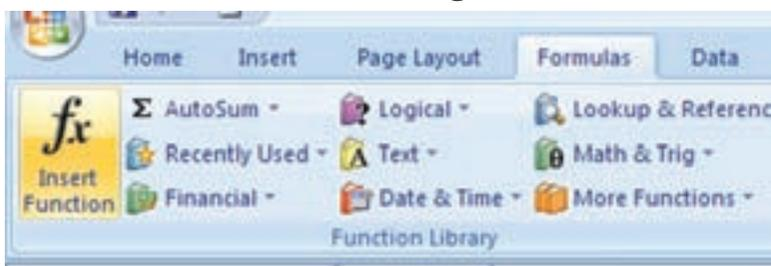 Home Insert Page Layout Formulas Data
fx Σ AutoSum Logical Lookup & Referenc
Recently Used Text Math & Trig
Insert Function Financial Date & Time More Functions
Function Library